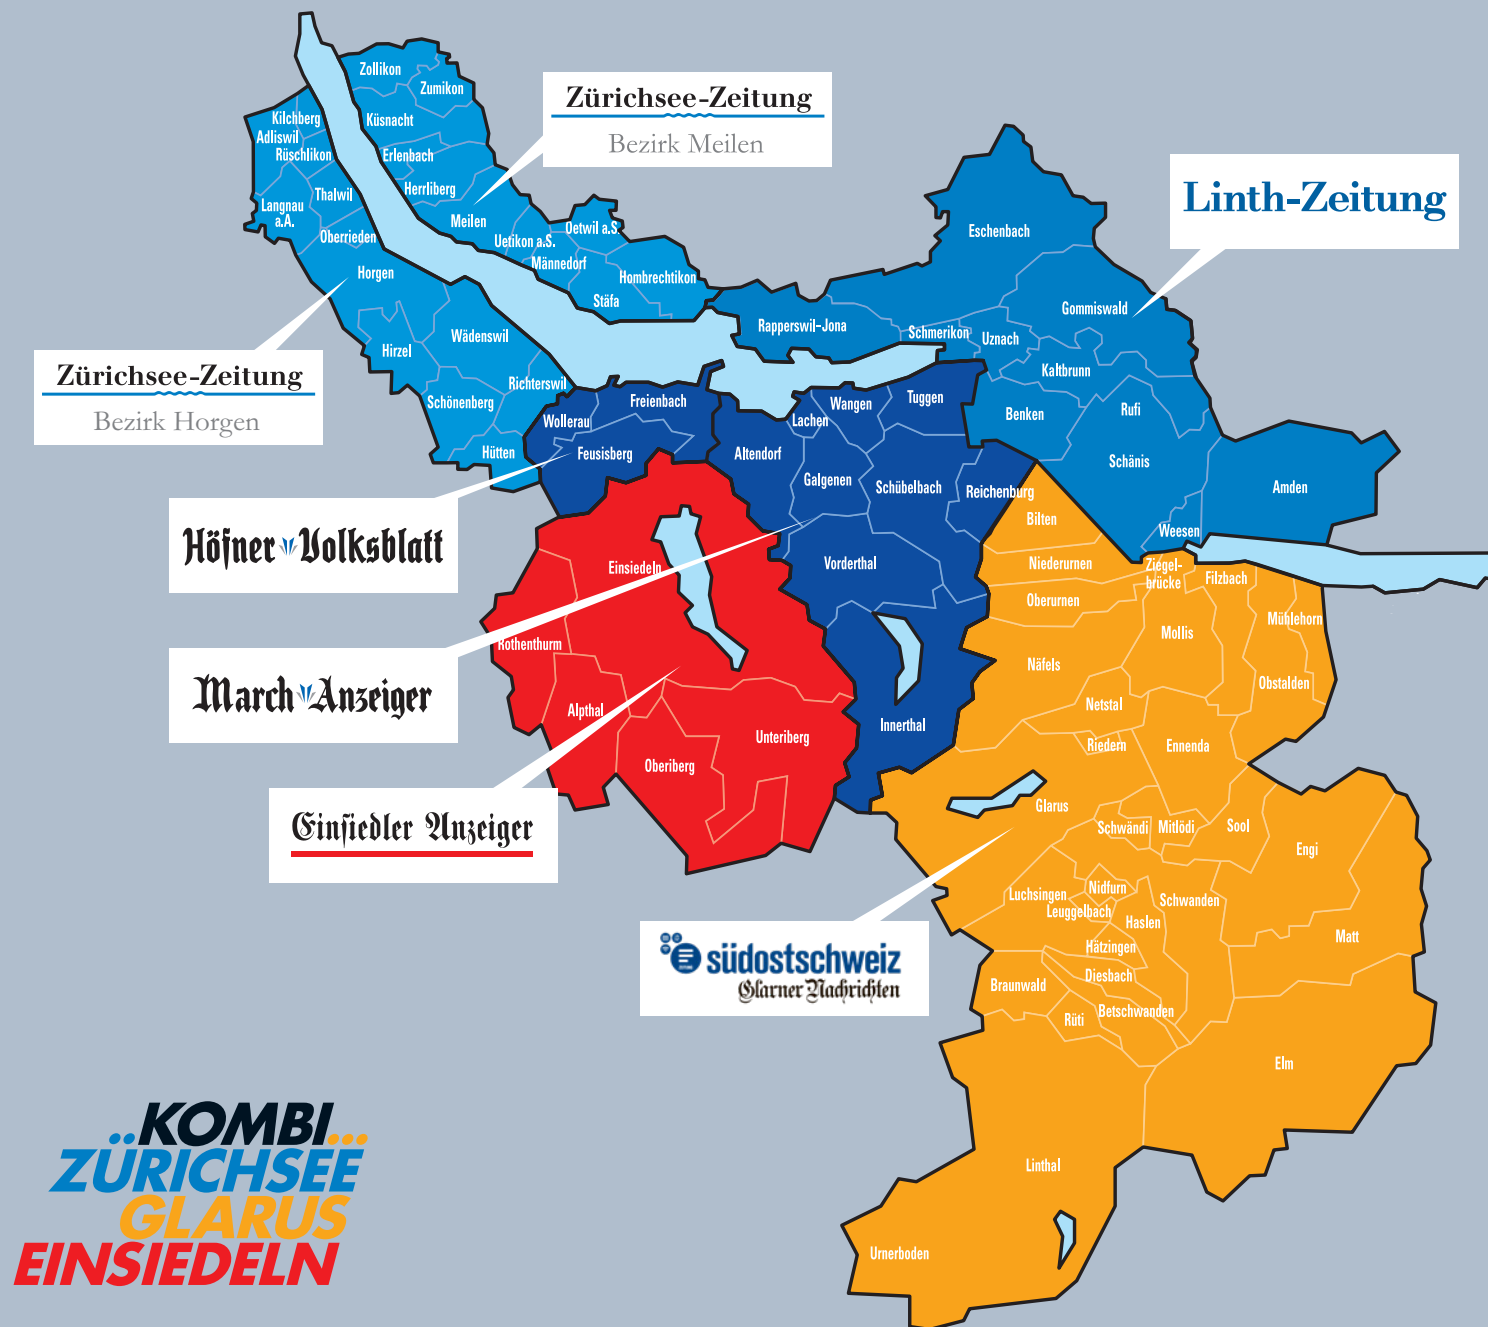 Zollikon
Zumikon
Küsnacht
Erlenbach
Herrliberg
Meilen
Uetikon a.S.
Oetwil a.S.
Männedorf
Hombrechtikon
Stäfa
Zürichsee-Zeitung
Bezirk Meilen
Kilchberg
Adliswil
Rüschlikon
Thalwil
Langnau
a.A.
Oberrieden
Horgen
Wädenswil
Hirzel
Richterswil
Schönenberg
Hütten
Zürichsee-Zeitung
Bezirk Horgen
Linth-Zeitung
Eschenbach
Gommiswald
Rapperswil-Jona
Schmerikon
Uznach
Kaltbrunn
Benken
Rufi
Schänis
Amden
Weesen
Freienbach
Wollerau
Feusisberg
Höfner Volksblatt
Tuggen
Wangen
Lachen
Altendorf
Galgenen
Schübelbach
Reichenburg
Vorderthal
Innerthal
March Anzeiger
Einsiedeln
Rothenthurm
Alpthal
Unteriberg
Oberiberg
Einsiedler Anzeiger
Bilten
Niederurnen
Ziegel-
brücke
Filzbach
Oberurnen
Mühlehorn
Mollis
Näfels
Obstalden
Netstal
Riedern
Ennenda
Glarus
Schwändi
Mitlödi
Sool
Engi
Nidfurn
Luchsingen
Leuggelbach
Schwanden
Haslen
Hätzingen
Matt
Diesbach
Braunwald
Betschwanden
Rüti
Elm
Linthal
Urnerboden
südostschweiz
Glarner Nachrichten
KOMBI...
ZÜRICHSEE
GLARUS
EINSIEDELN